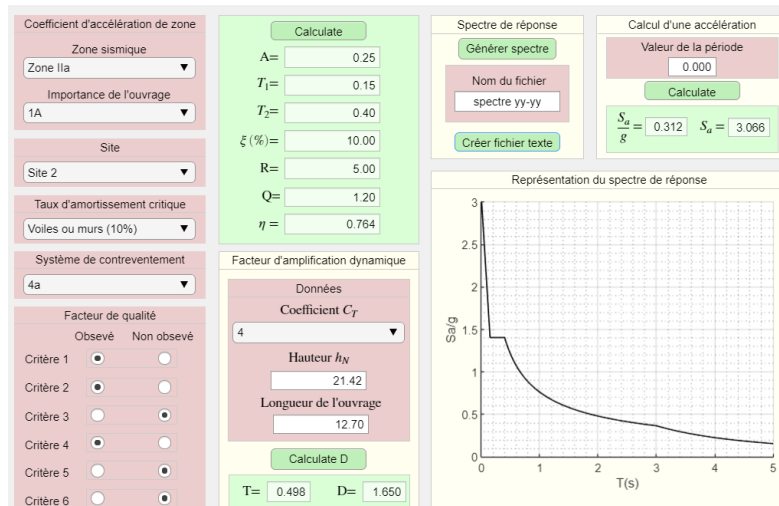 Coefficient d'accélération de zone
Zone sismique
Zone IIa
Importance de l'ouvrage
1A
Site
Site 2
Taux d'amortissement critique
Voiles ou murs (10%)
Système de contreventement
4a
Facteur de qualité
Obsevé Non obsevé
Critère 1
Critère 2
Critère 3
Critère 4
Critère 5
Critère 6
Calculate
A= 0.25
T₁= 0.15
T₂= 0.40
ξ (%)= 10.00
R= 5.00
Q= 1.20
η = 0.764
Facteur d'amplification dynamique
Données
Coefficient C_T
4
Hauteur h_N
21.42
Longueur de l'ouvrage
12.70
Calculate D
T= 0.498 D= 1.650
Spectre de réponse
Générer spectre
Nom du fichier
spectre yy-yy
Créer fichier texte
Calcul d'une accélération
Valeur de la période
0.000
Calculate
S_a/g = 0.312 S_a = 3.066
Représentation du spectre de réponse
3
2.5
2
1.5
1
0.5
0
Sa/g
0 1 2 3 4 5
T(s)